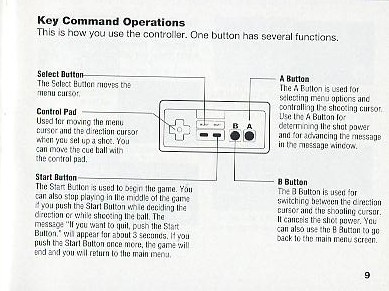 Key Command Operations
This is how you use the controller. One button has several functions.
Select Button
The Select Button moves the
menu cursor.
Control Pad
Used for moving the menu
cursor and the direction cursor
when you set up a shot. You
can move the cue ball with
the control pad.
Start Button
The Start Button is used to begin the game. You
can also stop playing in the middle of the game
if you push the Start Button while deciding the
direction or while shooting the ball. The
message "If you want to quit, push the Start
Button," will appear for about 3 seconds. If you
push the Start Button once more, the game will
end and you will return to the main menu.
B A
A Button
The A Button is used for
selecting menu options and
controlling the shooting cursor.
Use the A Button for
determining the shot power
and for advancing the message
in the message window.
B Button
The B Button is used for
switching between the direction
cursor and the shooting cursor.
It cancels the shot power. You
can also use the B Button to go
back to the main menu screen.
9